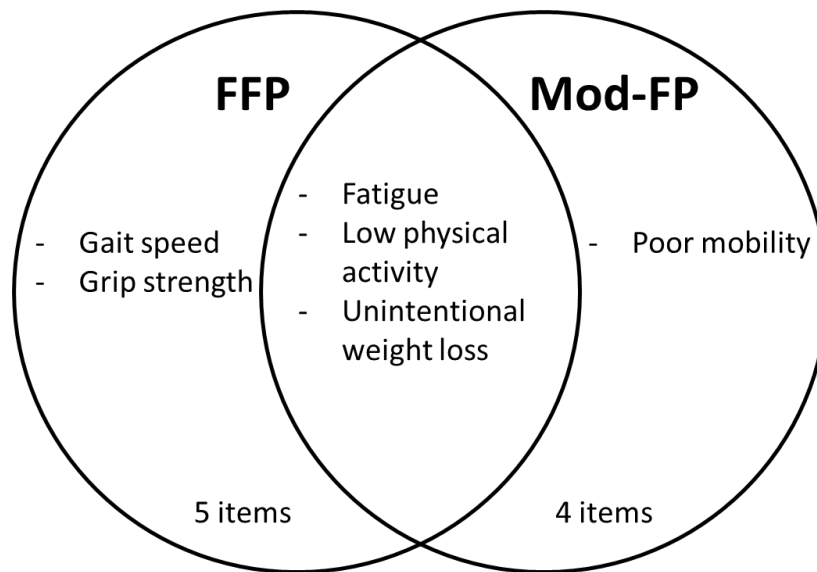 FFP
Mod-FP
- Gait speed
- Grip strength
- Fatigue
- Low physical
activity
- Unintentional
weight loss
- Poor mobility
5 items
4 items